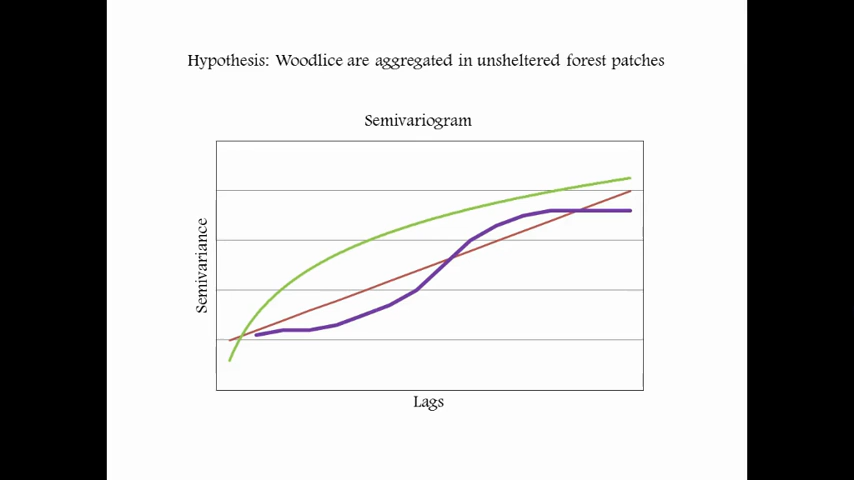 Hypothesis: Woodlice are aggregated in unsheltered forest patches
Semivariogram
Semivariance
Lags